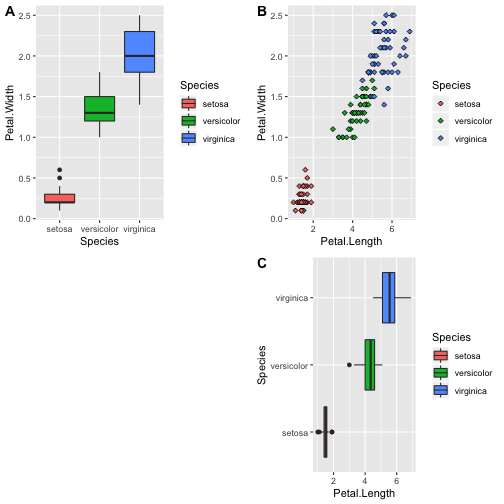 A
Petal.Width
2.5
2.0
1.5
1.0
0.5
0.0
setosa versicolor virginica
Species
Species
setosa
versicolor
virginica
B
Petal.Width
2.5
2.0
1.5
1.0
0.5
0.0
2 4 6
Petal.Length
Species
setosa
versicolor
virginica
C
Species
virginica
versicolor
setosa
2 4 6
Petal.Length
Species
setosa
versicolor
virginica